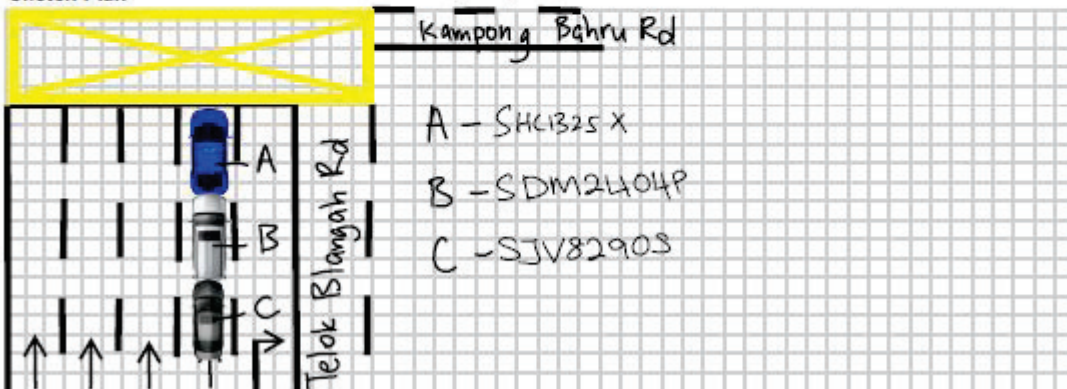 Kampong Bahru Rd
A - SHC1325X
B - SDM2404P
C - SJV8290S
A
B
C
Telok Blangah Rd